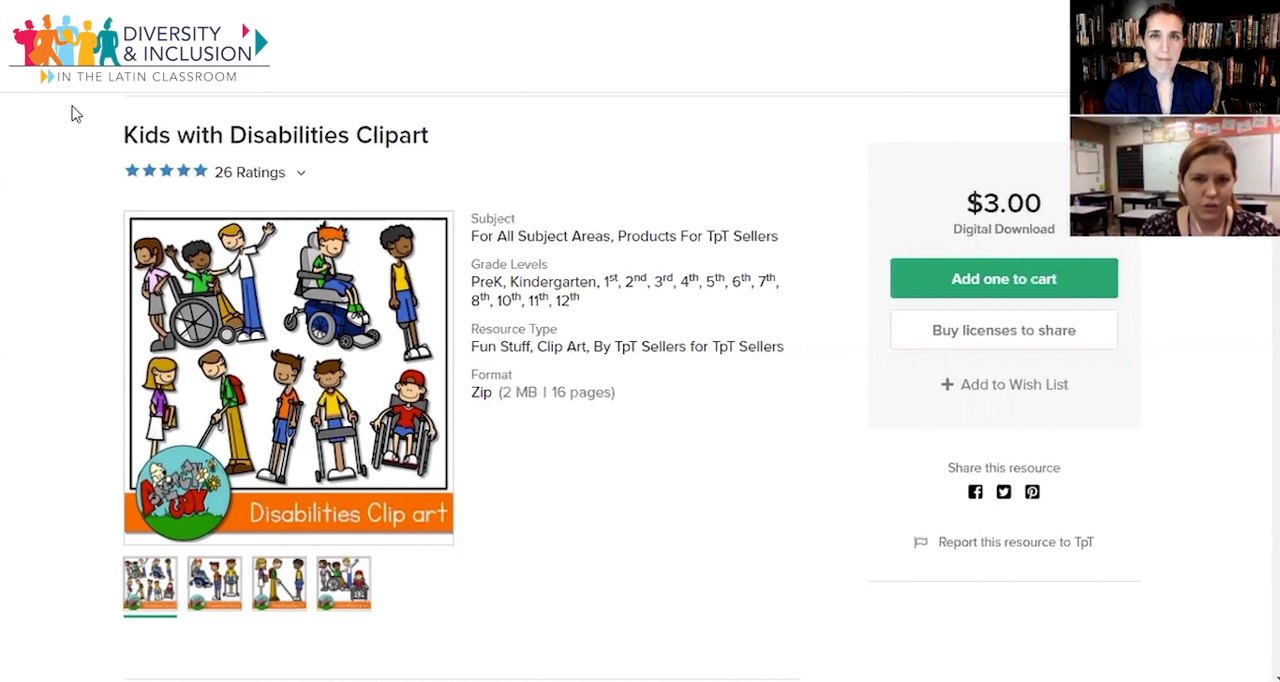 DIVERSITY
& INCLUSION
IN THE LATIN CLASSROOM
Kids with Disabilities Clipart
26 Ratings
Disabilities Clip art
Subject
For All Subject Areas, Products For TpT Sellers
Grade Levels
PreK, Kindergarten, 1st, 2nd, 3rd, 4th, 5th, 6th, 7th,
8th, 10th, 11th, 12th
Resource Type
Fun Stuff, Clip Art, By TpT Sellers for TpT Sellers
Format
Zip (2 MB | 16 pages)
$3.00
Digital Download
Add one to cart
Buy licenses to share
+ Add to Wish List
Share this resource
Report this resource to TpT